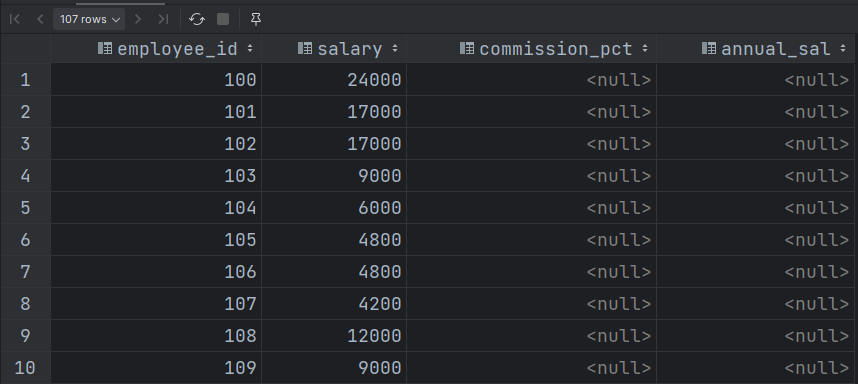 107 rows
employee_id salary commission_pct annual_sal
1 100 24000 <null> <null>
2 101 17000 <null> <null>
3 102 17000 <null> <null>
4 103 9000 <null> <null>
5 104 6000 <null> <null>
6 105 4800 <null> <null>
7 106 4800 <null> <null>
8 107 4200 <null> <null>
9 108 12000 <null> <null>
10 109 9000 <null> <null>